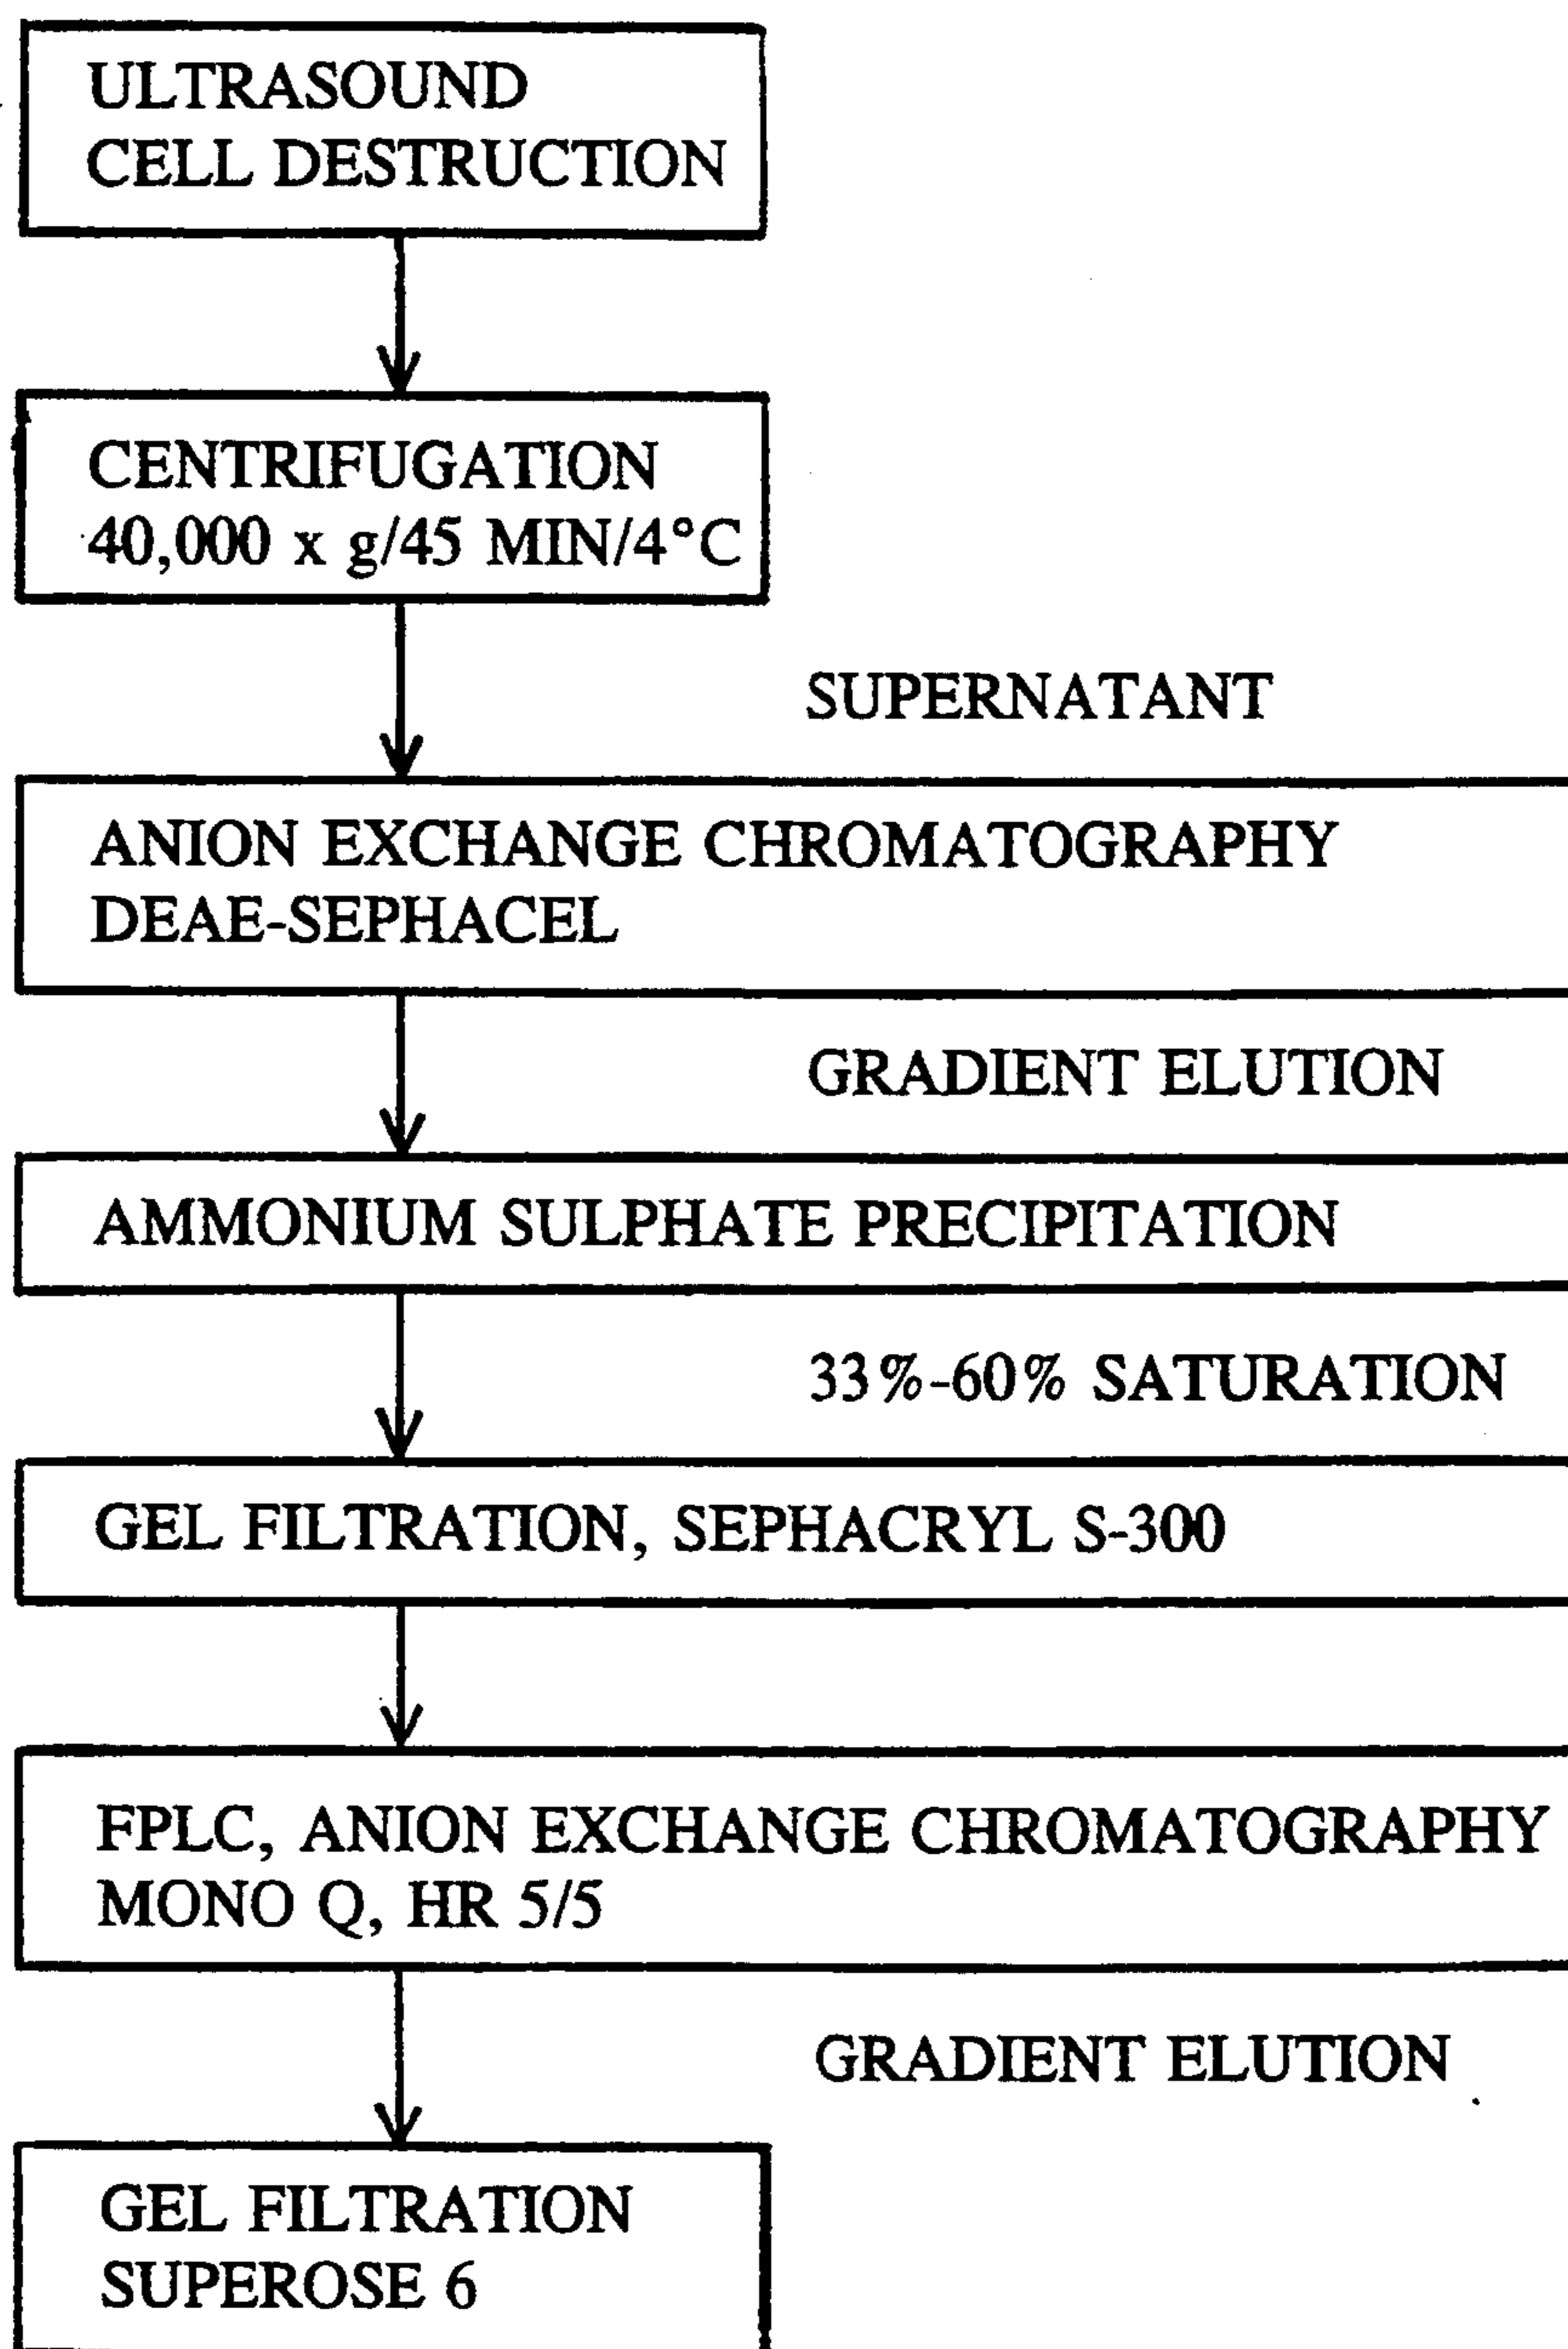 ULTRASOUND
CELL DESTRUCTION
CENTRIFUGATION
40,000 x g/45 MIN/4°C
SUPERNATANT
ANION EXCHANGE CHROMATOGRAPHY
DEAE-SEPHACEL
GRADIENT ELUTION
AMMONIUM SULPHATE PRECIPITATION
33%-60% SATURATION
GEL FILTRATION, SEPHACRYL S-300
FPLC, ANION EXCHANGE CHROMATOGRAPHY
MONO Q, HR 5/5
GRADIENT ELUTION
GEL FILTRATION
SUPEROSE 6